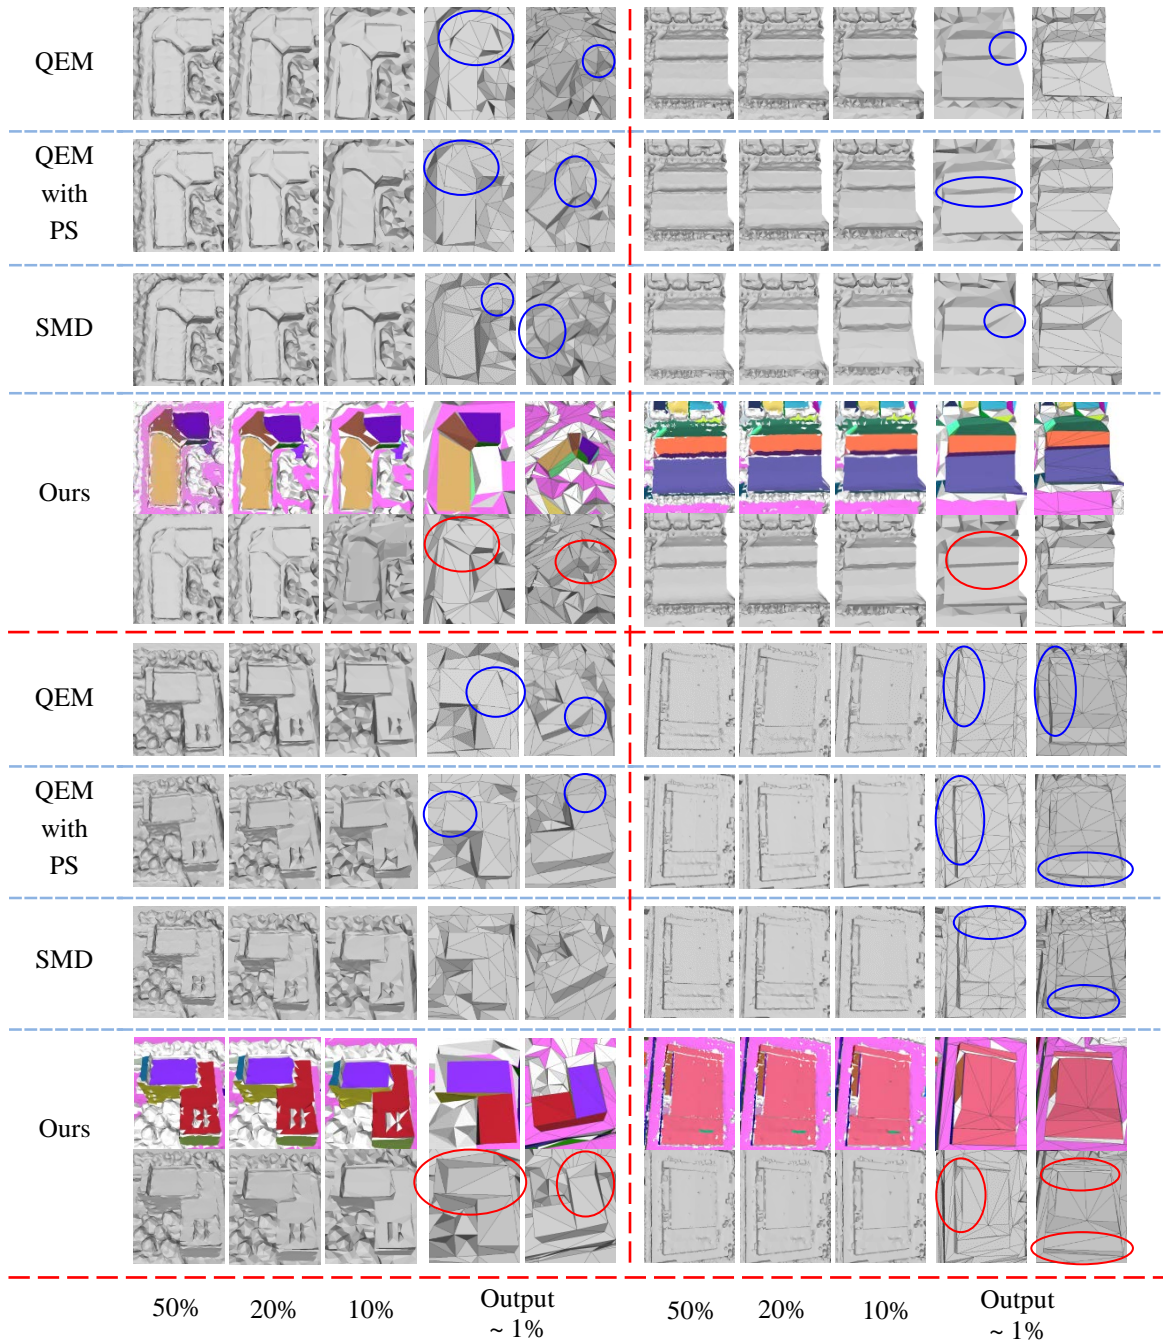 QEM
QEM
with
PS
SMD
Ours
QEM
QEM
with
PS
SMD
Ours
50%
20%
10%
Output
~ 1%
50%
20%
10%
Output
~ 1%